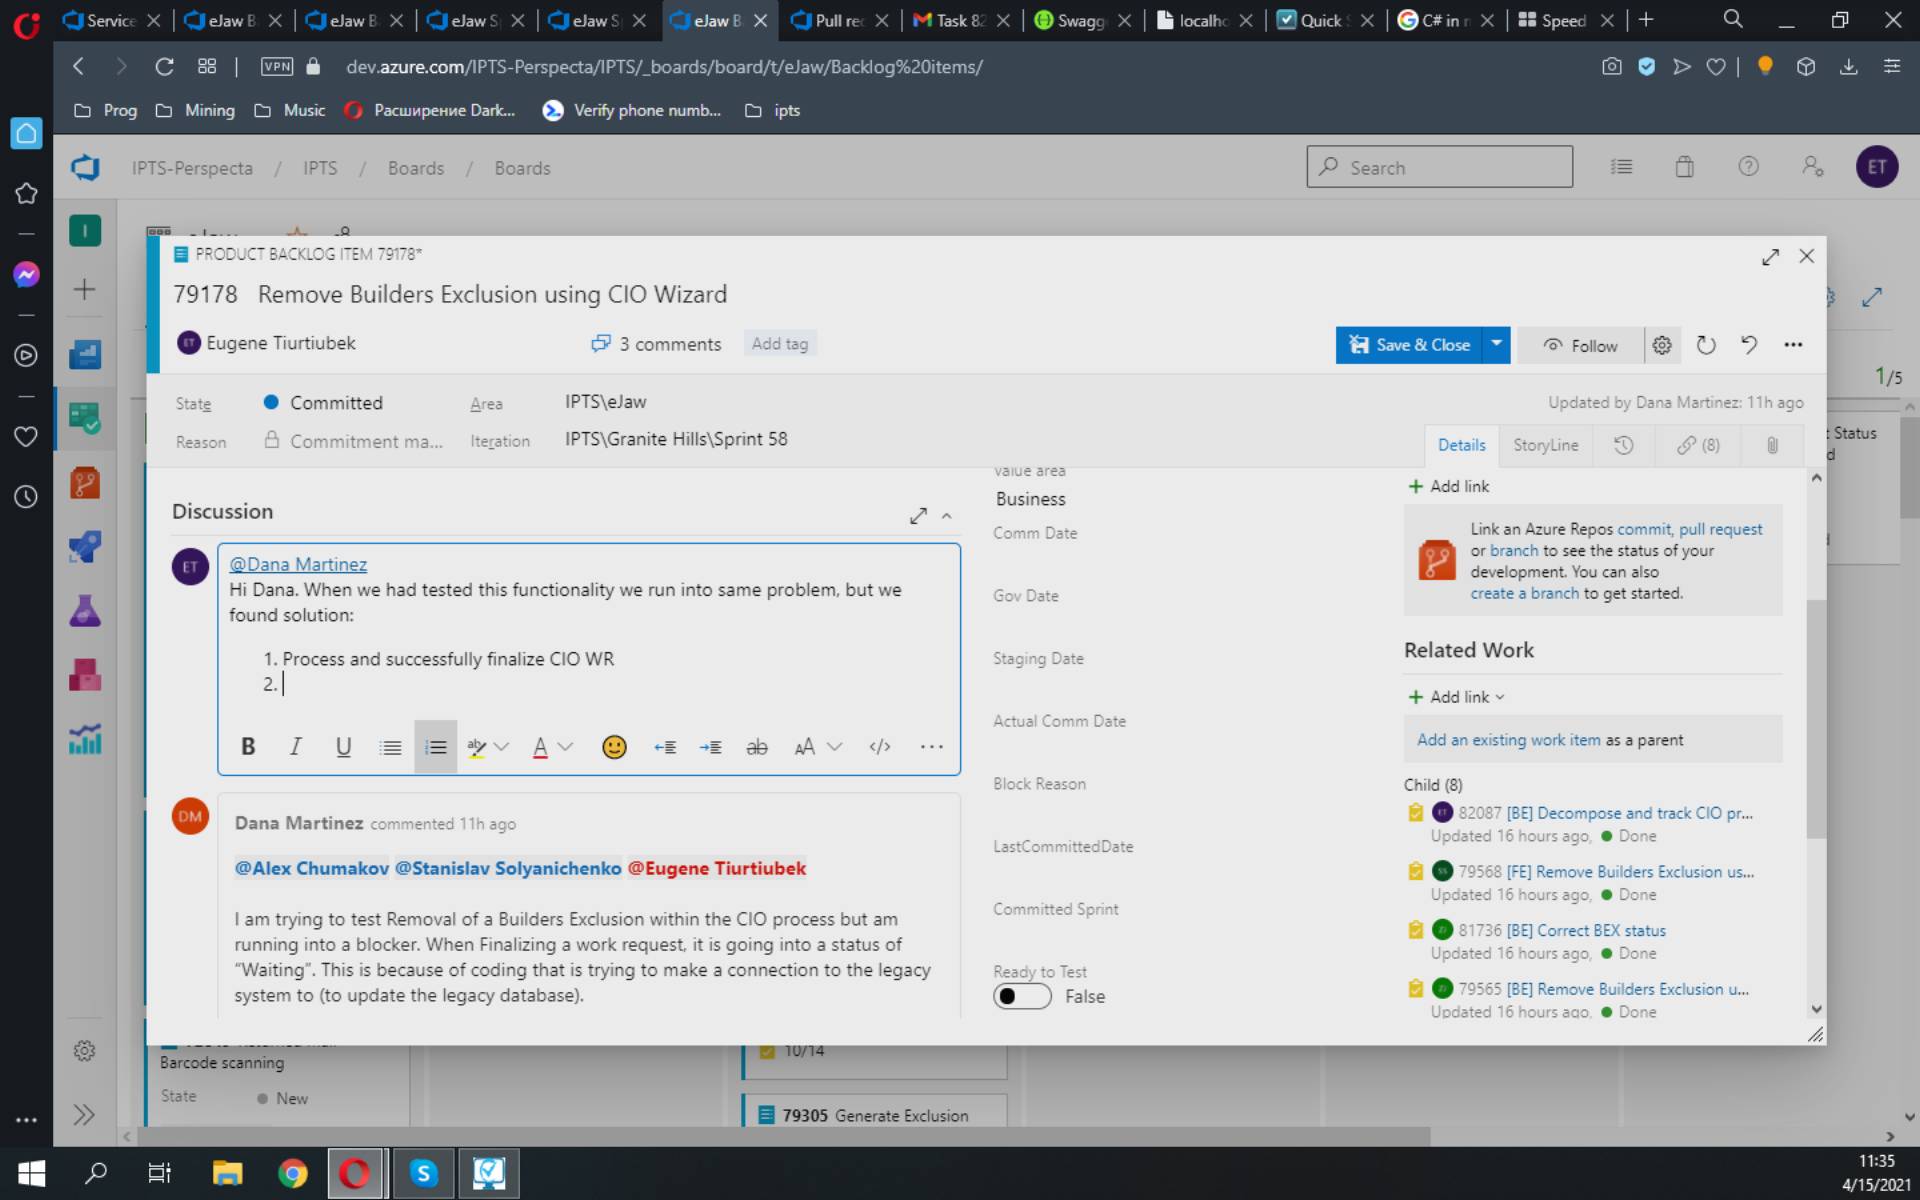 Service
eJaw B
eJaw B
eJaw S
eJaw S
eJaw B
Pull rec
Task 82
Swagg
localho
Quick
C# in r
Speed
VPN
dev.azure.com/IPTS-Perspecta/IPTS/_boards/board/t/eJaw/Backlog%20items/
Prog
Mining
Music
Расширение Dark...
Verify phone numb...
ipts
IPTS-Perspecta / IPTS / Boards / Boards
Search
ET
I
PRODUCT BACKLOG ITEM 79178*
79178 Remove Builders Exclusion using CIO Wizard
ET Eugene Tiurtiubek
3 comments
Add tag
Save & Close
Follow
1/5
State
Committed
Area
IPTS\eJaw
Updated by Dana Martinez: 11h ago
Reason
Commitment ma...
Iteration
IPTS\Granite Hills\Sprint 58
Details
StoryLine
(8)
t Status
d
Discussion
ET
@Dana Martinez
Hi Dana. When we had tested this functionality we run into same problem, but we
found solution:
1. Process and successfully finalize CIO WR
2.
B I U
ab A ab AA </> ...
DM
Dana Martinez commented 11h ago
@Alex Chumakov @Stanislav Solyanichenko @Eugene Tiurtiubek
I am trying to test Removal of a Builders Exclusion within the CIO process but am
running into a blocker. When Finalizing a work request, it is going into a status of
“Waiting”. This is because of coding that is trying to make a connection to the legacy
system to (to update the legacy database).
Value area
Business
Comm Date
Gov Date
Staging Date
Actual Comm Date
Block Reason
LastCommittedDate
Committed Sprint
Ready to Test
False
Add link
Link an Azure Repos commit, pull request
or branch to see the status of your
development. You can also
create a branch to get started.
Related Work
Add link
Add an existing work item as a parent
Child (8)
82087 [BE] Decompose and track CIO pr...
Updated 16 hours ago, Done
79568 [FE] Remove Builders Exclusion us...
Updated 16 hours ago, Done
81736 [BE] Correct BEX status
Updated 16 hours ago, Done
79565 [BE] Remove Builders Exclusion u...
Updated 16 hours ago, Done
Barcode scanning
State
New
10/14
79305 Generate Exclusion
11:35
4/15/2021